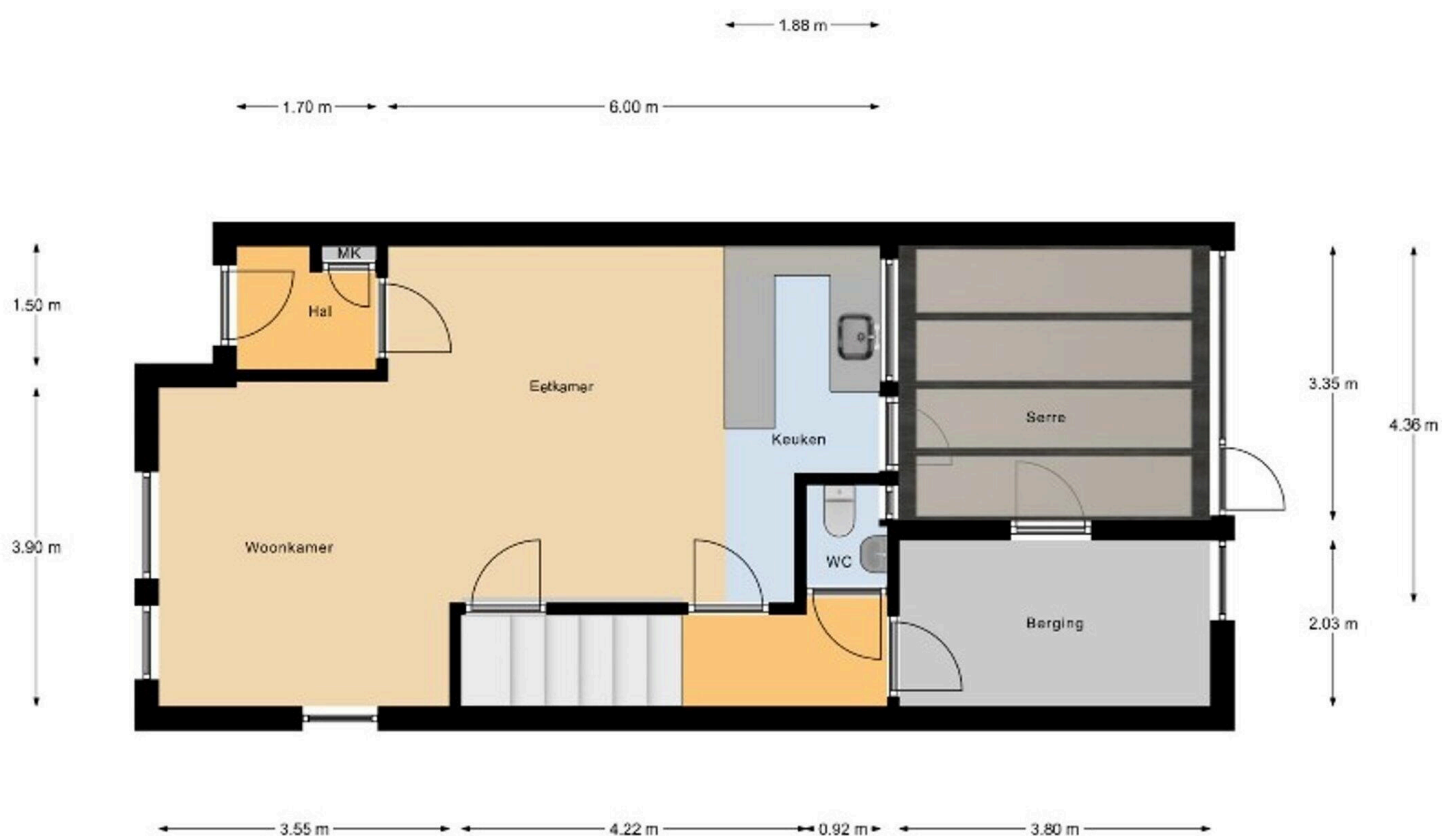 1.88 m
1.70 m
6.00 m
MK
1.50 m
Hal
Eetkamer
3.35 m
Serre
4.36 m
Keuken
3.90 m
Woonkamer
WC
Berging
2.03 m
3.55 m
4.22 m
0.92 m
3.80 m